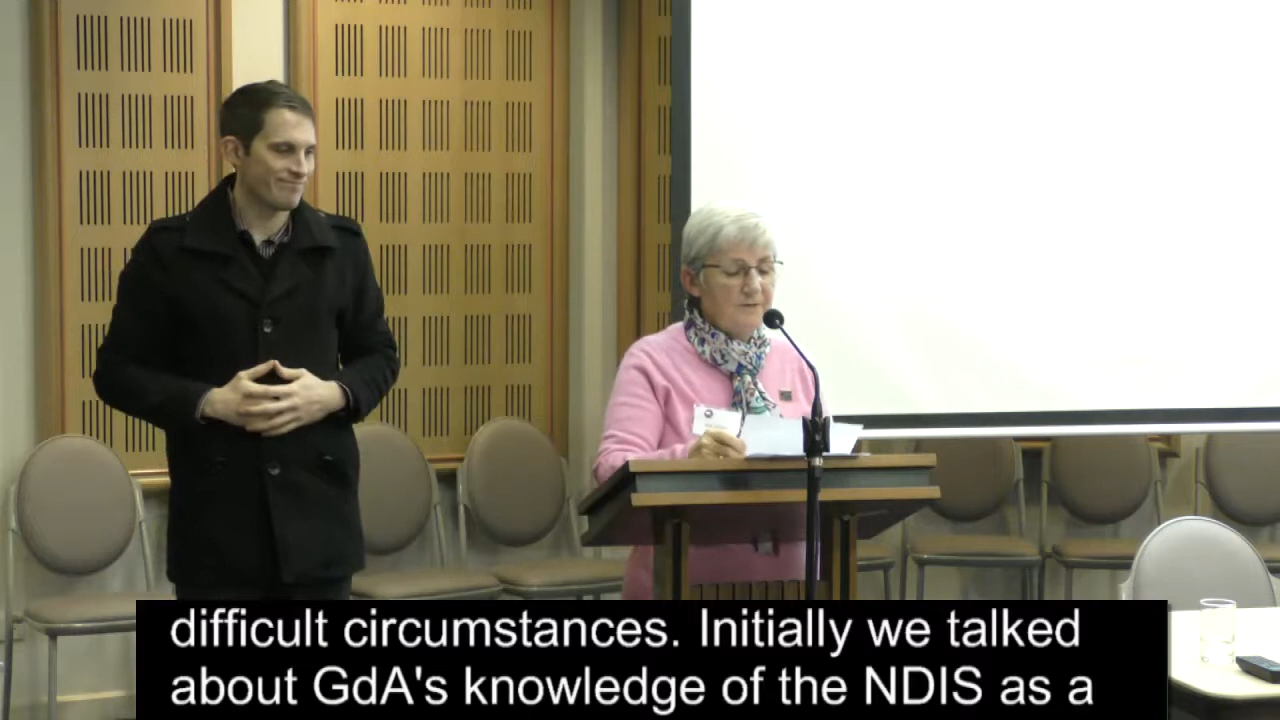 difficult circumstances. Initially we talked
about GdA's knowledge of the NDIS as a